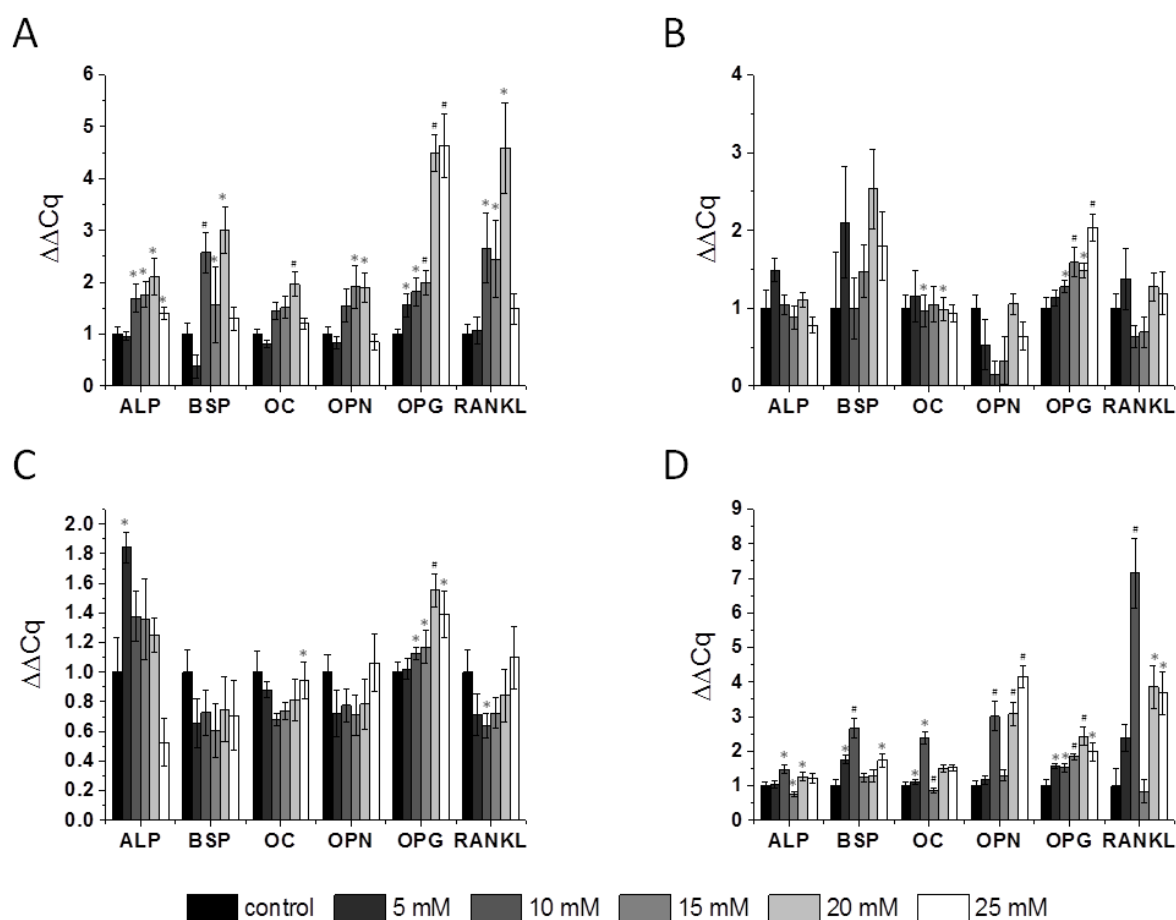 A
B
6
5
4
3
2
1
0
ΔΔCq
* * * *
# * *
#
* *
* * # # #
* * *
ALP BSP OC OPN OPG RANKL
4
3
2
1
0
ΔΔCq
* *
* # * #
ALP BSP OC OPN OPG RANKL
C
D
2.0
1.8
1.6
1.4
1.2
1.0
0.8
0.6
0.4
0.2
0.0
ΔΔCq
*
*
* * # *
*
ALP BSP OC OPN OPG RANKL
9
8
7
6
5
4
3
2
1
0
ΔΔCq
* * *
* # *
* * #
# # #
* * # # *
# * *
ALP BSP OC OPN OPG RANKL
control 5 mM 10 mM 15 mM 20 mM 25 mM